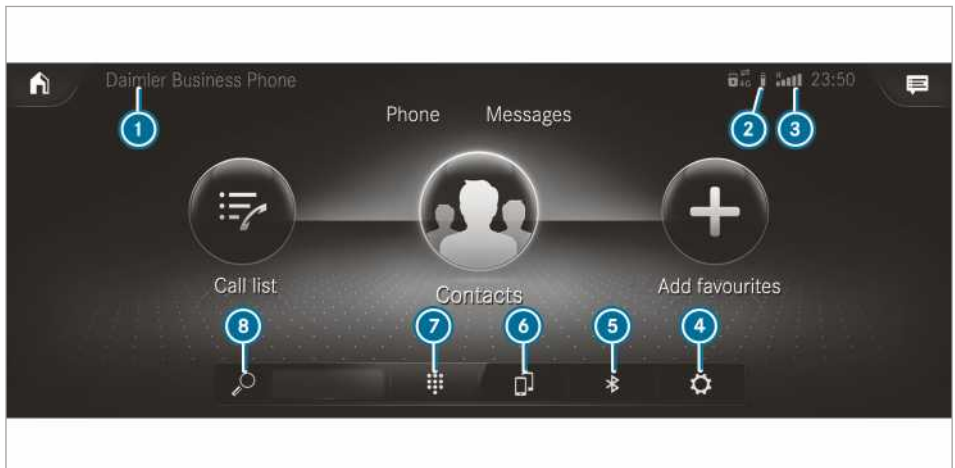 Daimler Business Phone 4G 23:50
1 2 3
Phone Messages
Call list Contacts Add favourites
8 7 6 5 4